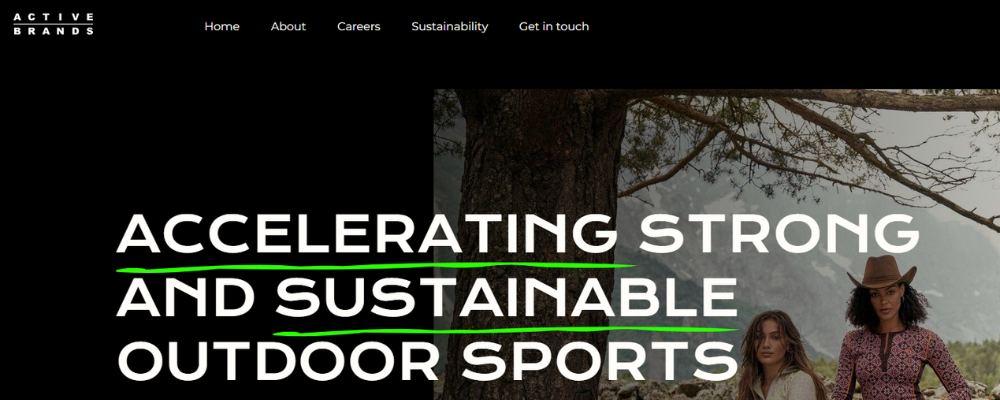 ACTIVE
BRANDS
Home About Careers Sustainability Get in touch
ACCELERATING STRONG
AND SUSTAINABLE
OUTDOOR SPORTS